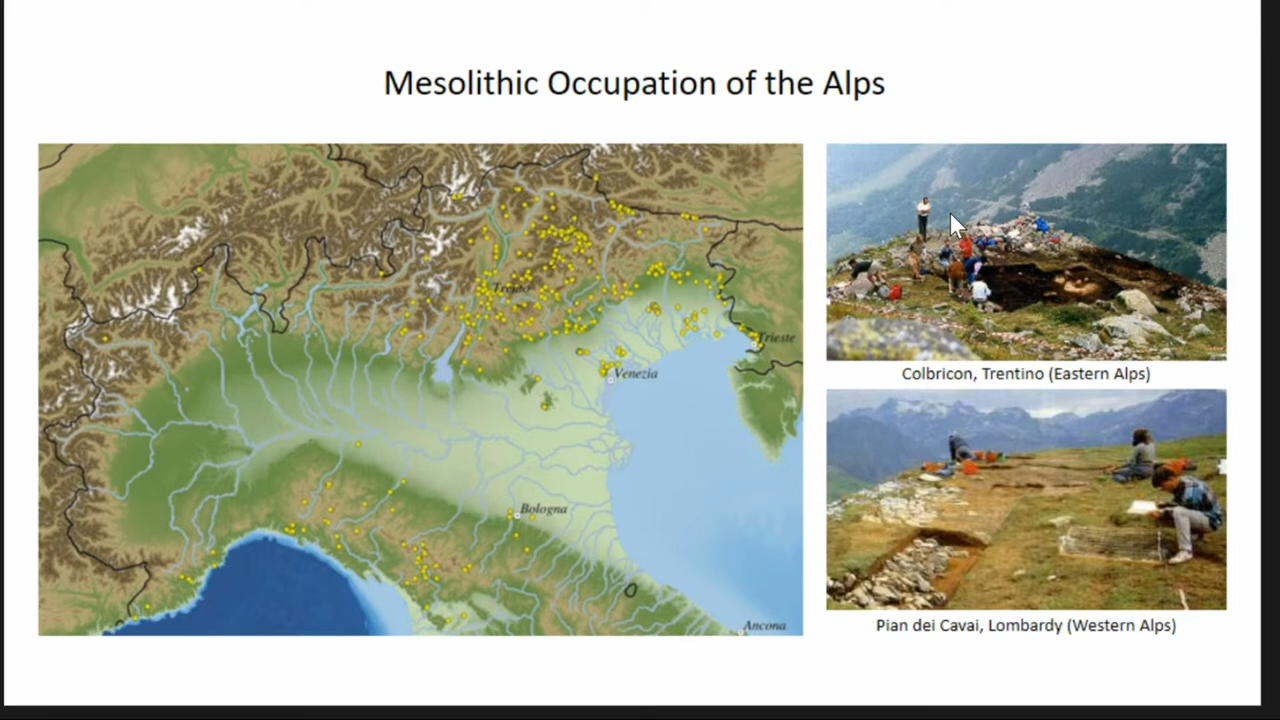 Mesolithic Occupation of the Alps
Trento
Trieste
Venezia
Bologna
Ancona
Colbricon, Trentino (Eastern Alps)
Pian dei Cavai, Lombardy (Western Alps)